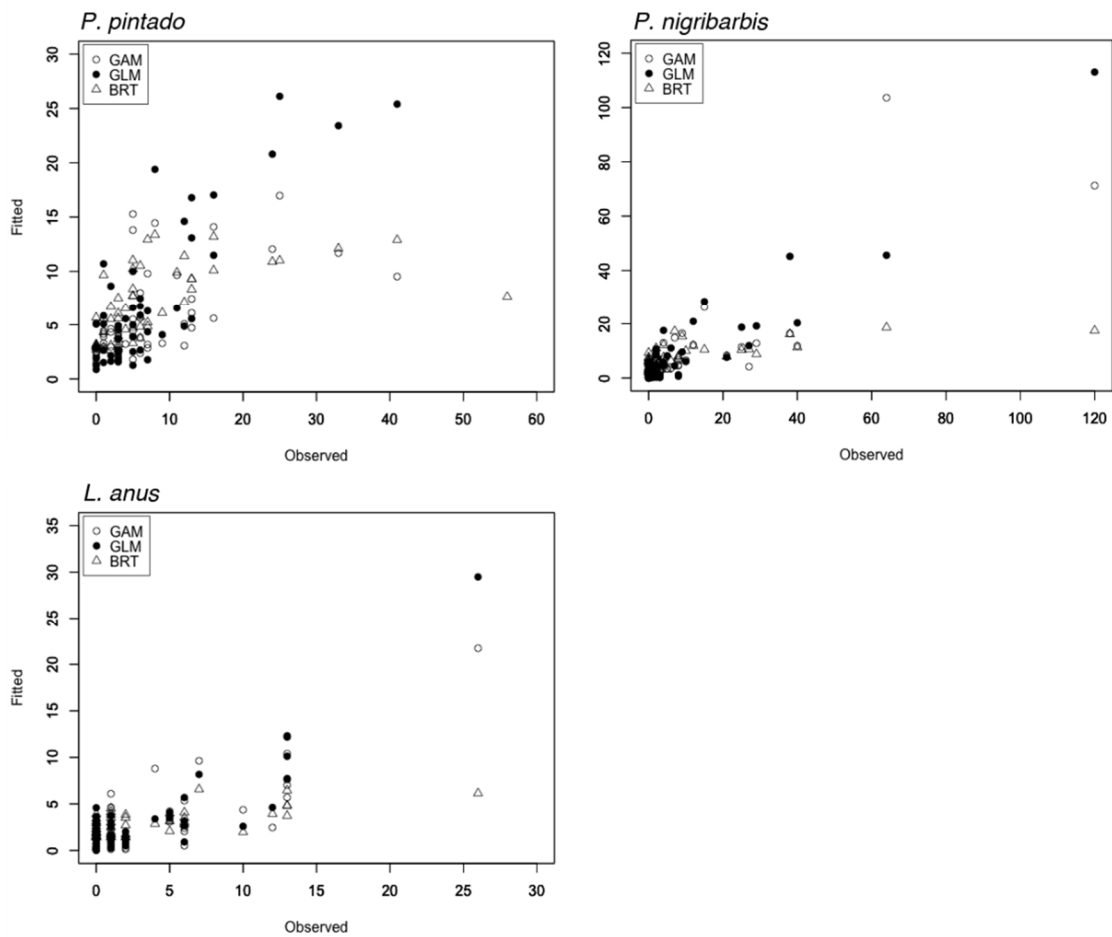 P. pintado
GAM
GLM
BRT
30
25
20
15
10
5
0
Fitted
0 10 20 30 40 50 60
Observed
P. nigribarbis
GAM
GLM
BRT
120
100
80
60
40
20
0
0 20 40 60 80 100 120
Observed
L. anus
GAM
GLM
BRT
35
30
25
20
15
10
5
0
Fitted
0 5 10 15 20 25 30
Observed